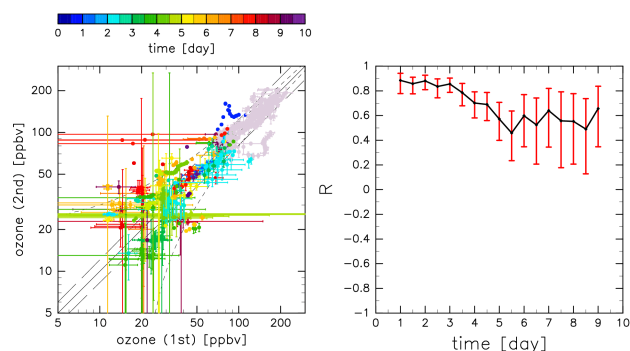 0 1 2 3 4 5 6 7 8 9 10
time [day]
ozone (2nd) [ppbv]
300
200
100
50
20
10
5
5 10 20 50 100 200
ozone (1st) [ppbv]
R
1
0.8
0.6
0.4
0.2
0
−0.2
−0.4
−0.6
−0.8
−1
0 1 2 3 4 5 6 7 8 9 10
time [day]